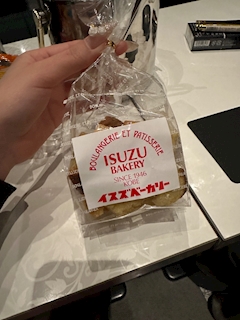 BOULANGERIE ET PATISSERIE
ISUZU
BAKERY
SINCE 1946
KOBE
イスズベーカリー